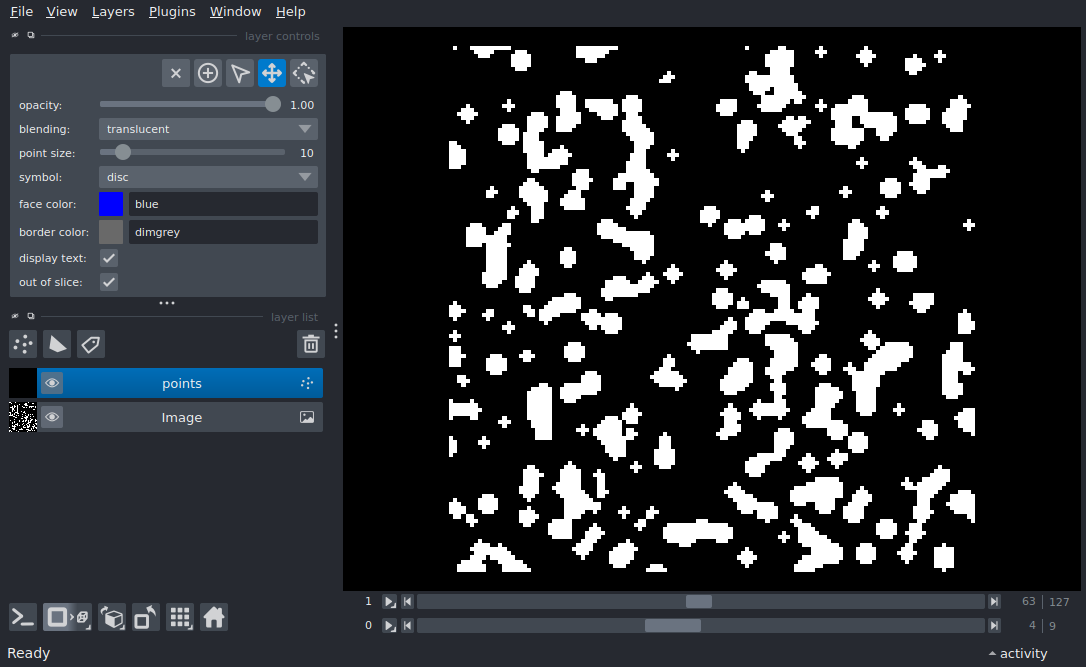 File View Layers Plugins Window Help
layer controls
opacity: 1.00
blending: translucent
point size: 10
symbol: disc
face color: blue
border color: dimgrey
display text:
out of slice:
layer list
points
Image
1 63 127
0 4 9
Ready activity